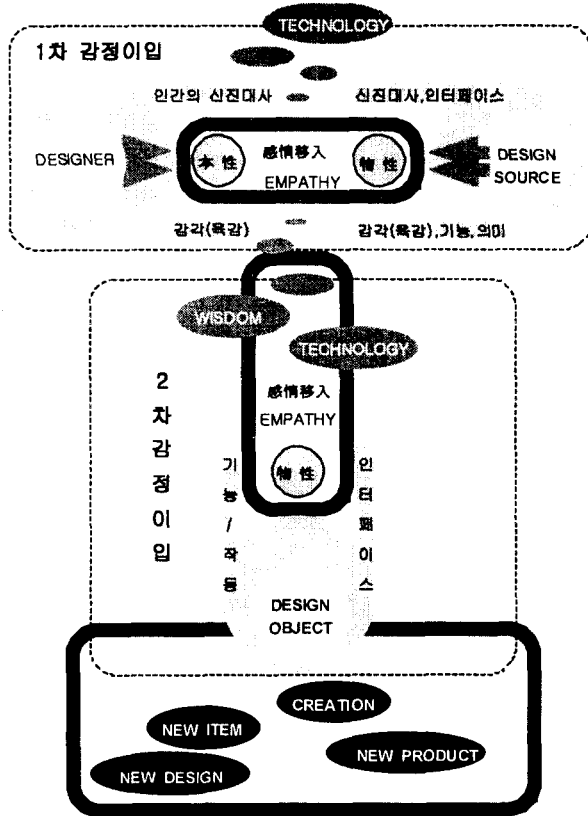 TECHNOLOGY
1차 감정이입
인간의 신진대사
신진대사,인터페이스
DESIGNER
本性
感情移入
EMPATHY
物性
DESIGN
SOURCE
감각(육감)
감각(육감),기능,의미
WISDOM
TECHNOLOGY
2차감정이입
感情移入
EMPATHY
物性
기능/작동
인터페이스
DESIGN
OBJECT
CREATION
NEW ITEM
NEW PRODUCT
NEW DESIGN